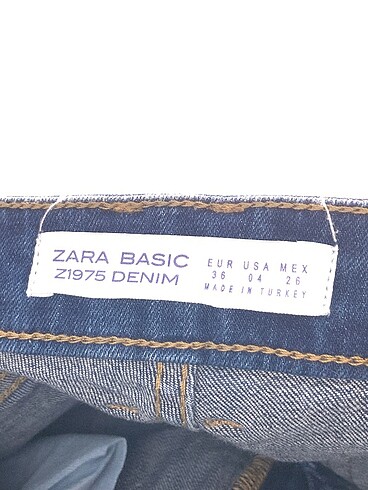 ZARA BASIC
Z1975 DENIM
EUR USA MEX
36 04 26
MADE IN TURKEY